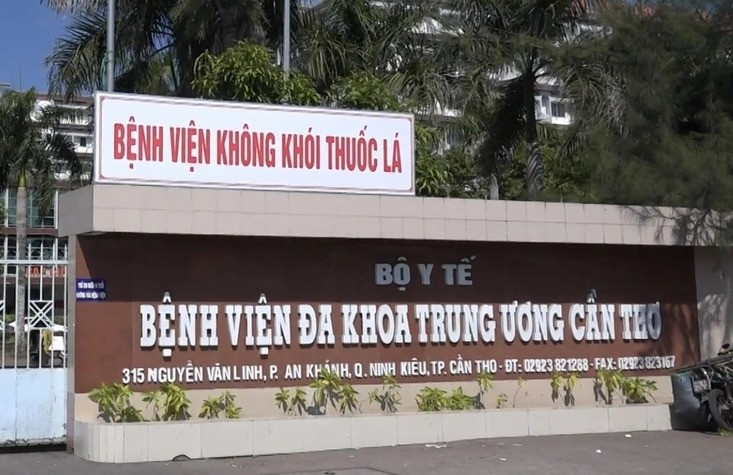 BỆNH VIỆN KHÔNG KHÓI THUỐC LÁ
BỘ Y TẾ
BỆNH VIỆN ĐA KHOA TRUNG ƯƠNG CẦN THƠ
315 NGUYỄN VĂN LINH, P. AN KHÁNH, Q. NINH KIỀU, TP. CẦN THƠ - ĐT: 02923 821288 - FAX: 02923 823167